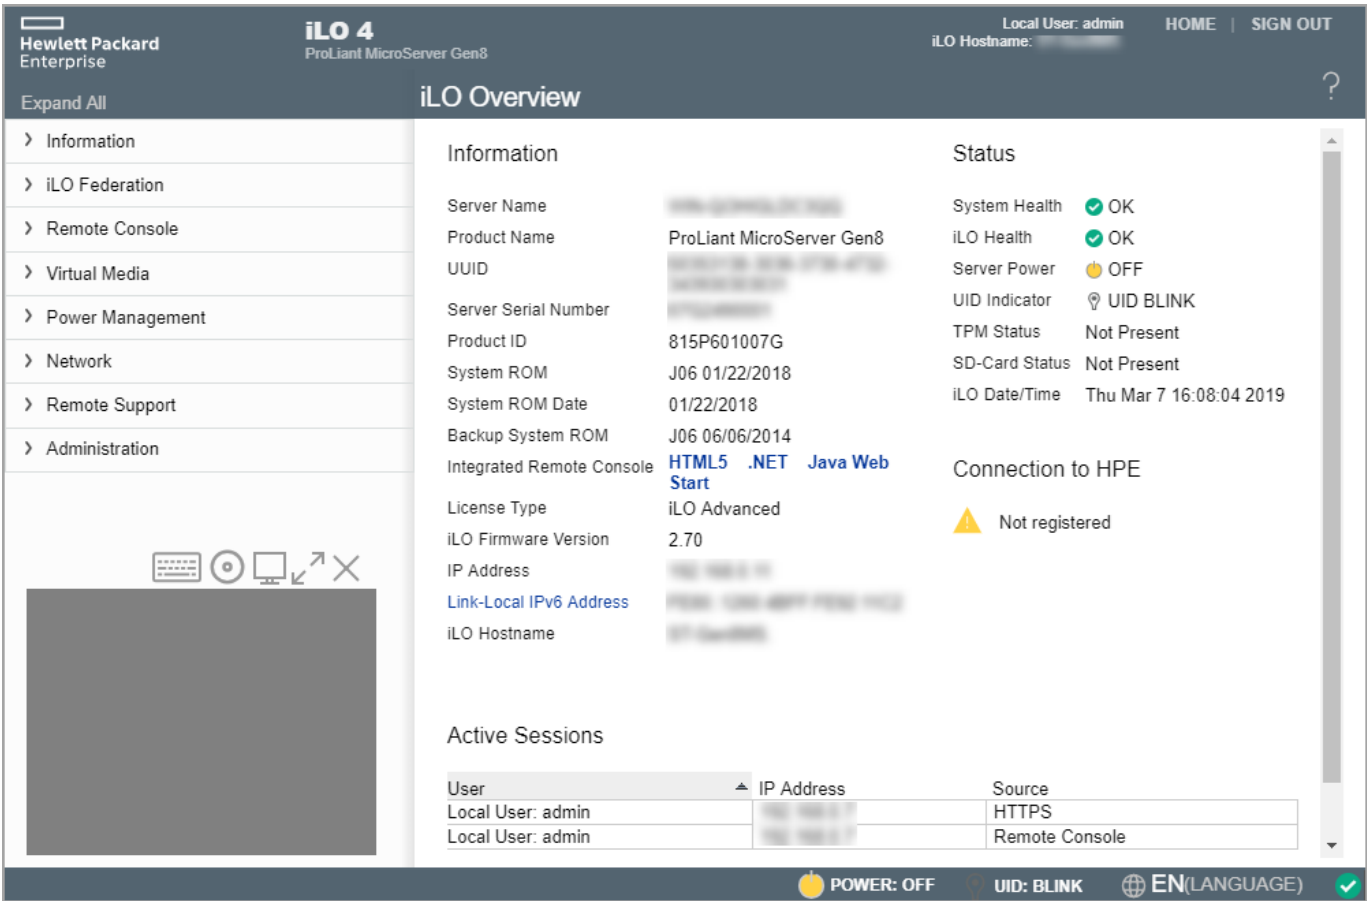 Hewlett Packard
Enterprise
iLO 4
ProLiant MicroServer Gen8
Local User: admin
iLO Hostname:
HOME | SIGN OUT
Expand All
iLO Overview
?
Information
iLO Federation
Remote Console
Virtual Media
Power Management
Network
Remote Support
Administration
Information
Server Name
Product Name ProLiant MicroServer Gen8
UUID
Server Serial Number
Product ID 815P601007G
System ROM J06 01/22/2018
System ROM Date 01/22/2018
Backup System ROM J06 06/06/2014
Integrated Remote Console HTML5 .NET Java Web
Start
License Type iLO Advanced
iLO Firmware Version 2.70
IP Address
Link-Local IPv6 Address
iLO Hostname
Status
System Health OK
iLO Health OK
Server Power OFF
UID Indicator UID BLINK
TPM Status Not Present
SD-Card Status Not Present
iLO Date/Time Thu Mar 7 16:08:04 2019
Connection to HPE
Not registered
Active Sessions
User IP Address Source
Local User: admin HTTPS
Local User: admin Remote Console
POWER: OFF UID: BLINK EN(LANGUAGE)